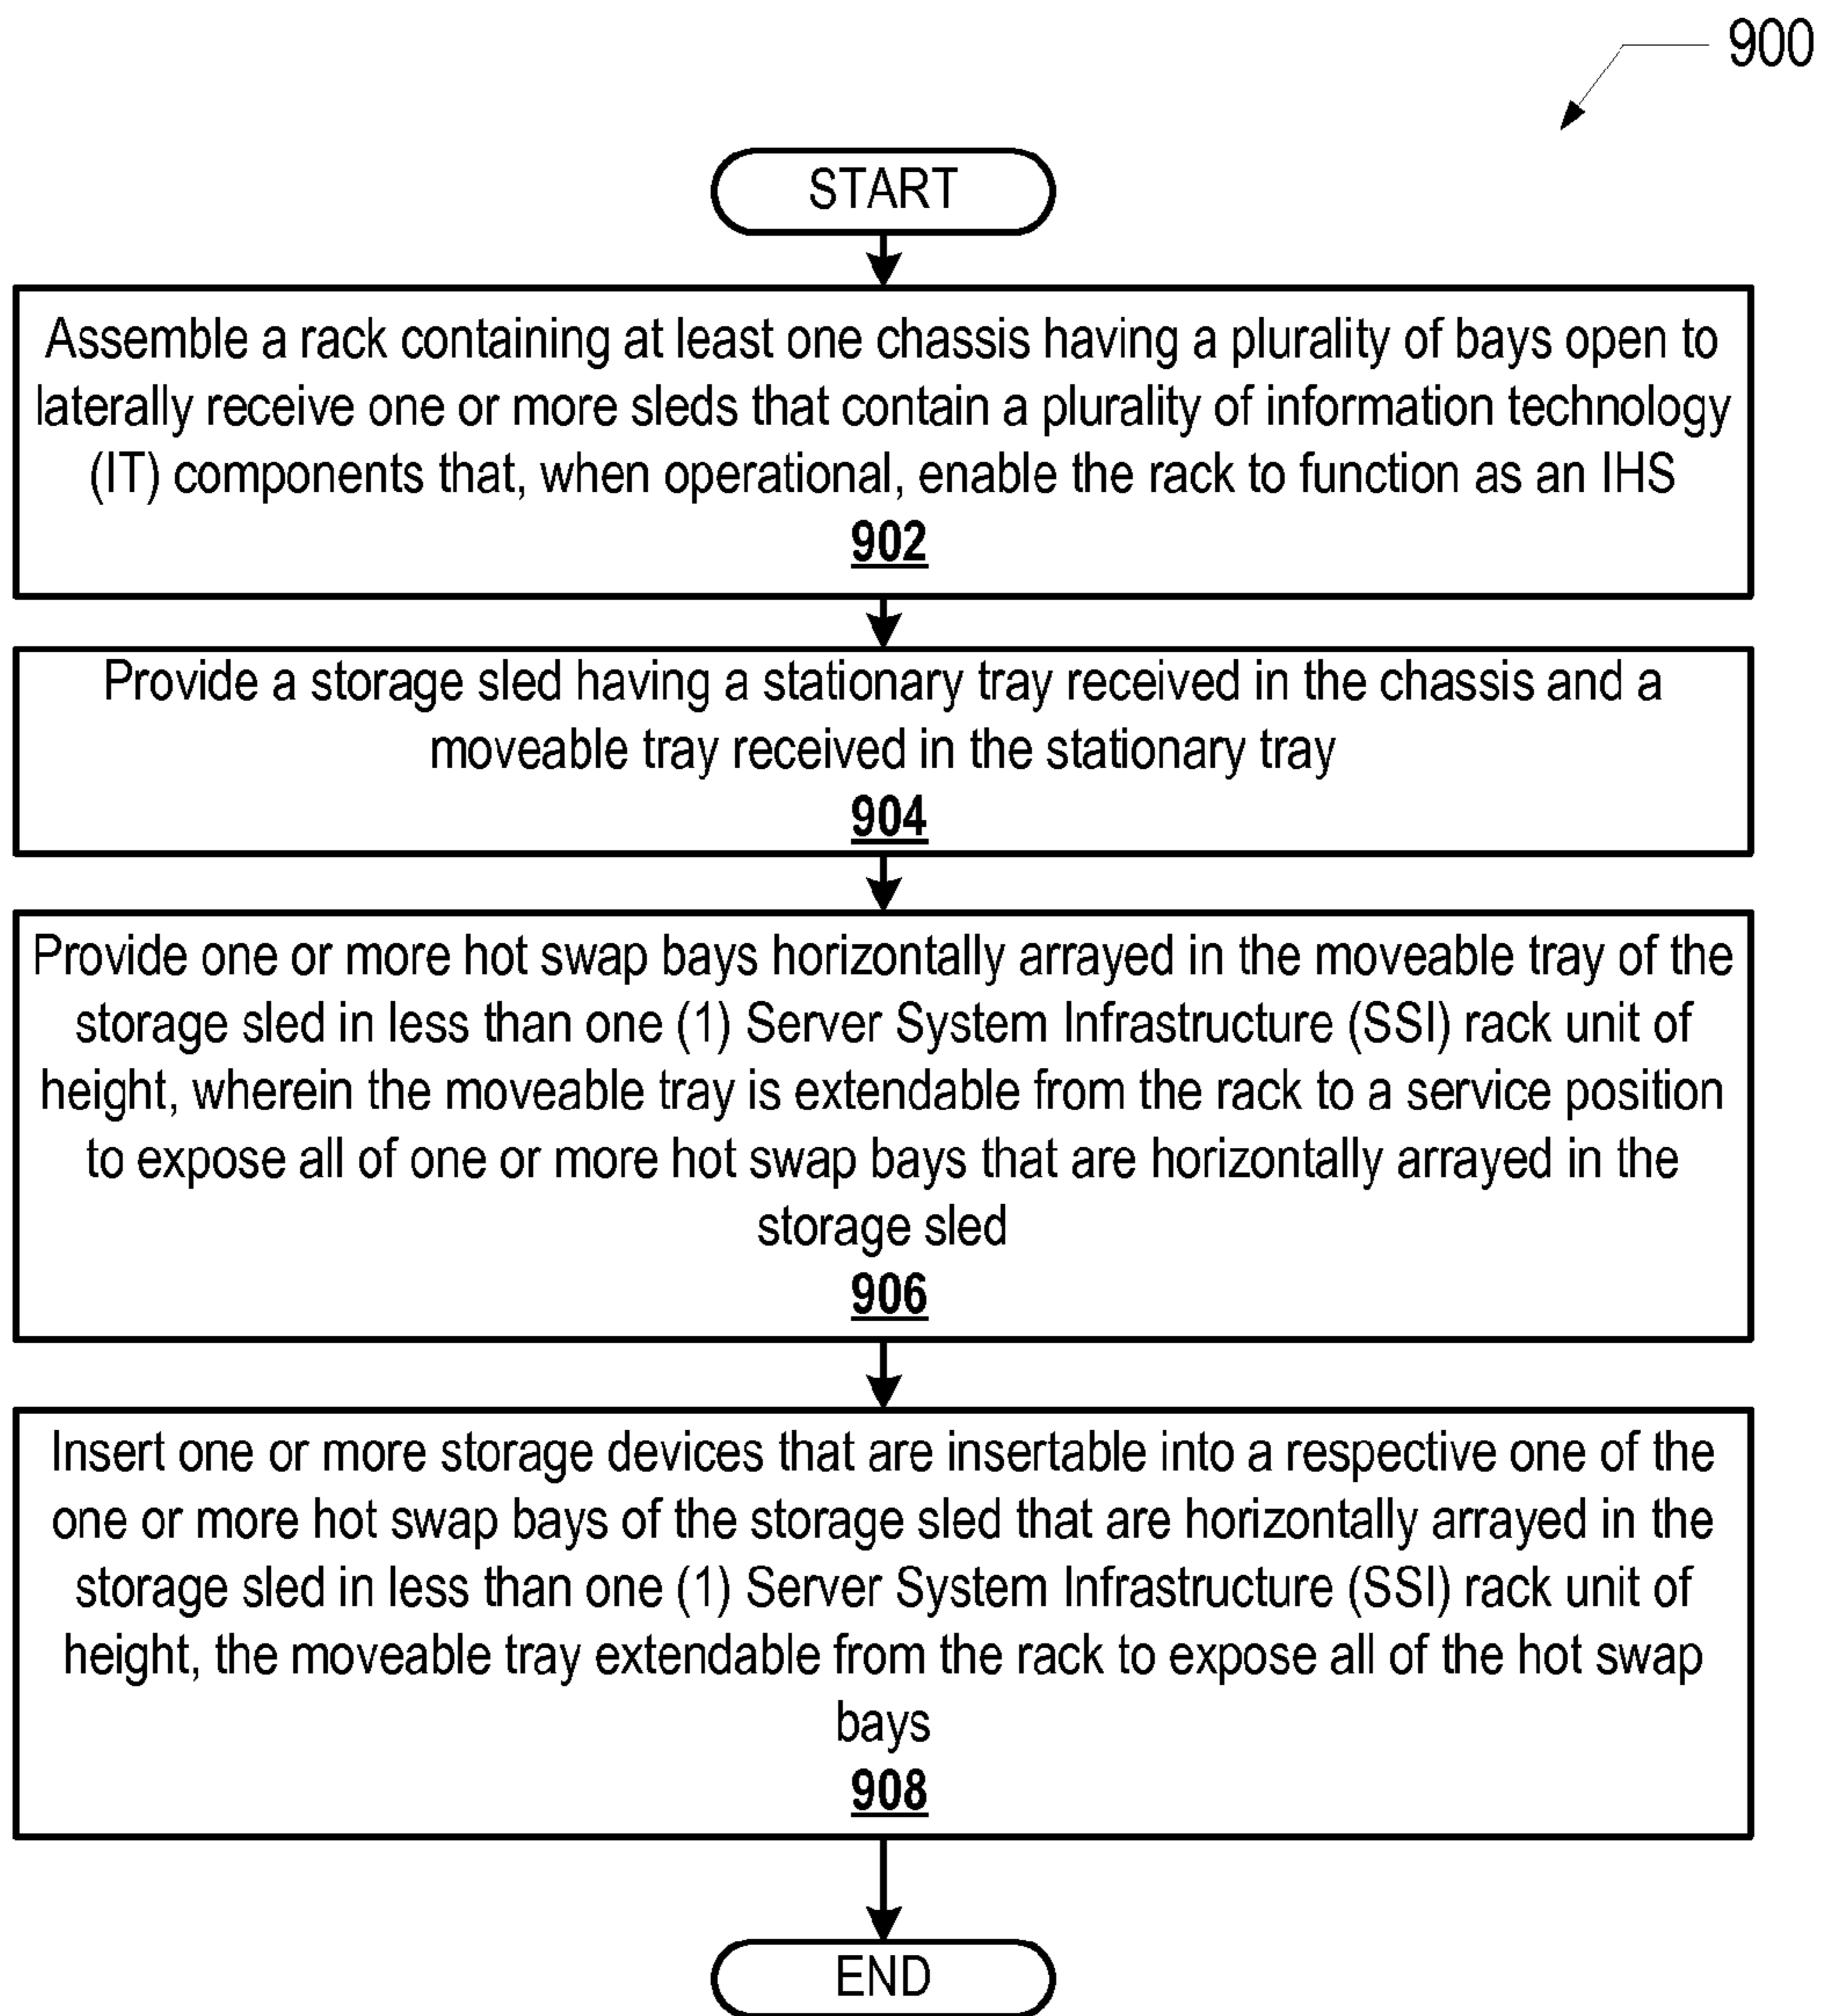 900
START
Assemble a rack containing at least one chassis having a plurality of bays open to
laterally receive one or more sleds that contain a plurality of information technology
(IT) components that, when operational, enable the rack to function as an IHS
902
Provide a storage sled having a stationary tray received in the chassis and a
moveable tray received in the stationary tray
904
Provide one or more hot swap bays horizontally arrayed in the moveable tray of the
storage sled in less than one (1) Server System Infrastructure (SSI) rack unit of
height, wherein the moveable tray is extendable from the rack to a service position
to expose all of one or more hot swap bays that are horizontally arrayed in the
storage sled
906
Insert one or more storage devices that are insertable into a respective one of the
one or more hot swap bays of the storage sled that are horizontally arrayed in the
storage sled in less than one (1) Server System Infrastructure (SSI) rack unit of
height, the moveable tray extendable from the rack to expose all of the hot swap
bays
908
END